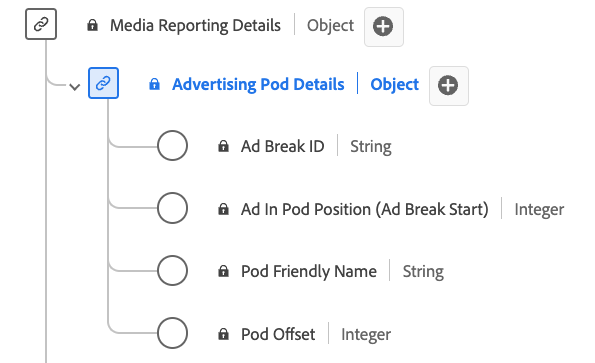 Media Reporting Details Object
Advertising Pod Details Object
Ad Break ID String
Ad In Pod Position (Ad Break Start) Integer
Pod Friendly Name String
Pod Offset Integer